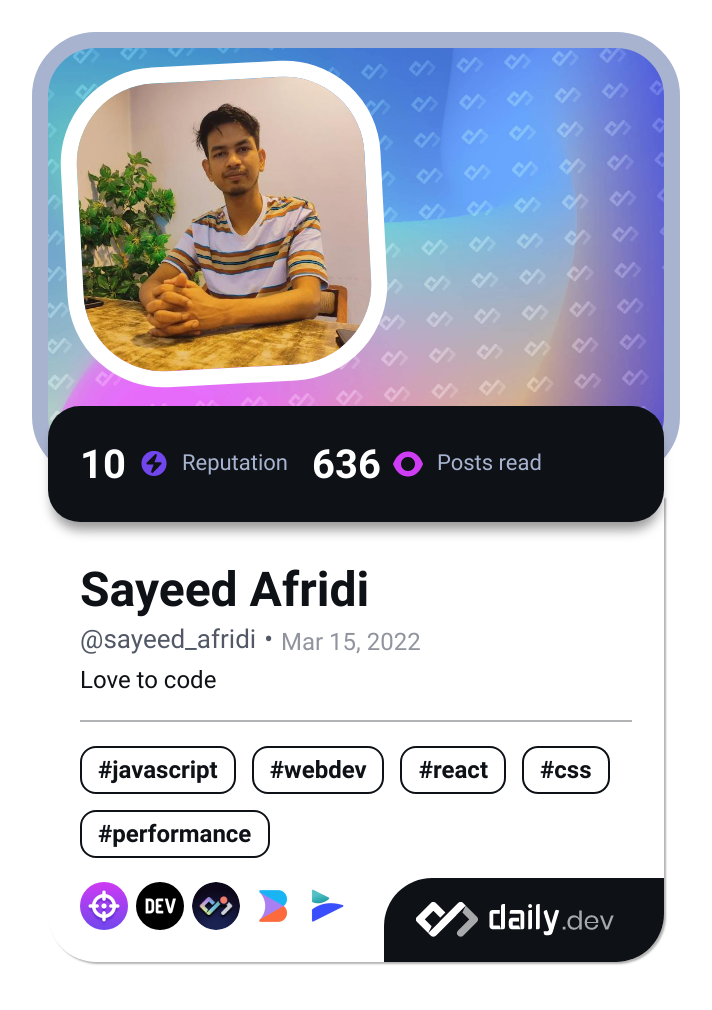 10 Reputation 636 Posts read
Sayeed Afridi
@sayeed_afridi • Mar 15, 2022
Love to code
#javascript #webdev #react #css
#performance
DEV daily.dev